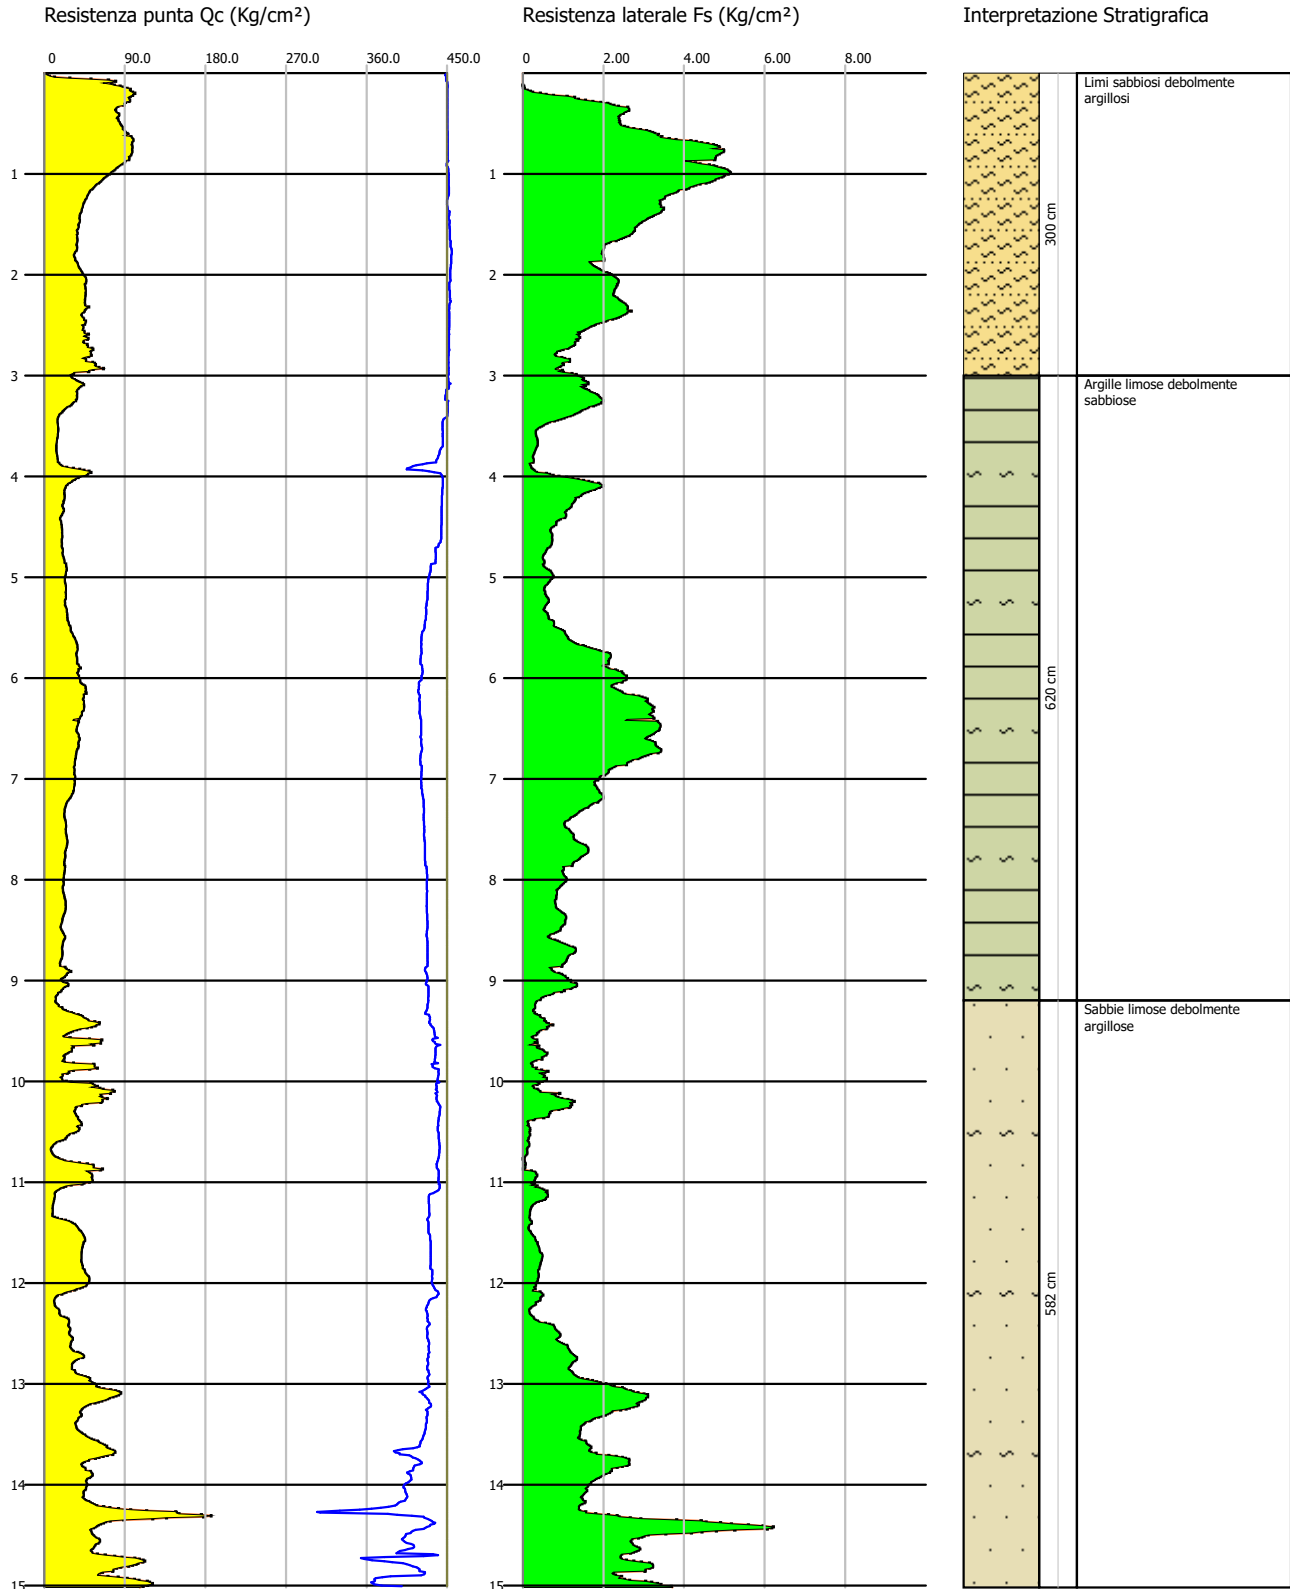 Resistenza punta Qc (Kg/cm²)
Resistenza laterale Fs (Kg/cm²)
Interpretazione Stratigrafica
0 90.0 180.0 270.0 360.0 450.0
0 2.00 4.00 6.00 8.00
Limi sabbiosi debolmente
argillosi
300 cm
1 1
2 2
3 3
Argille limose debolmente
sabbiose
620 cm
4 4
5 5
6 6
7 7
8 8
9 9
Sabbie limose debolmente
argillose
582 cm
10 10
11 11
12 12
13 13
14 14
15 15